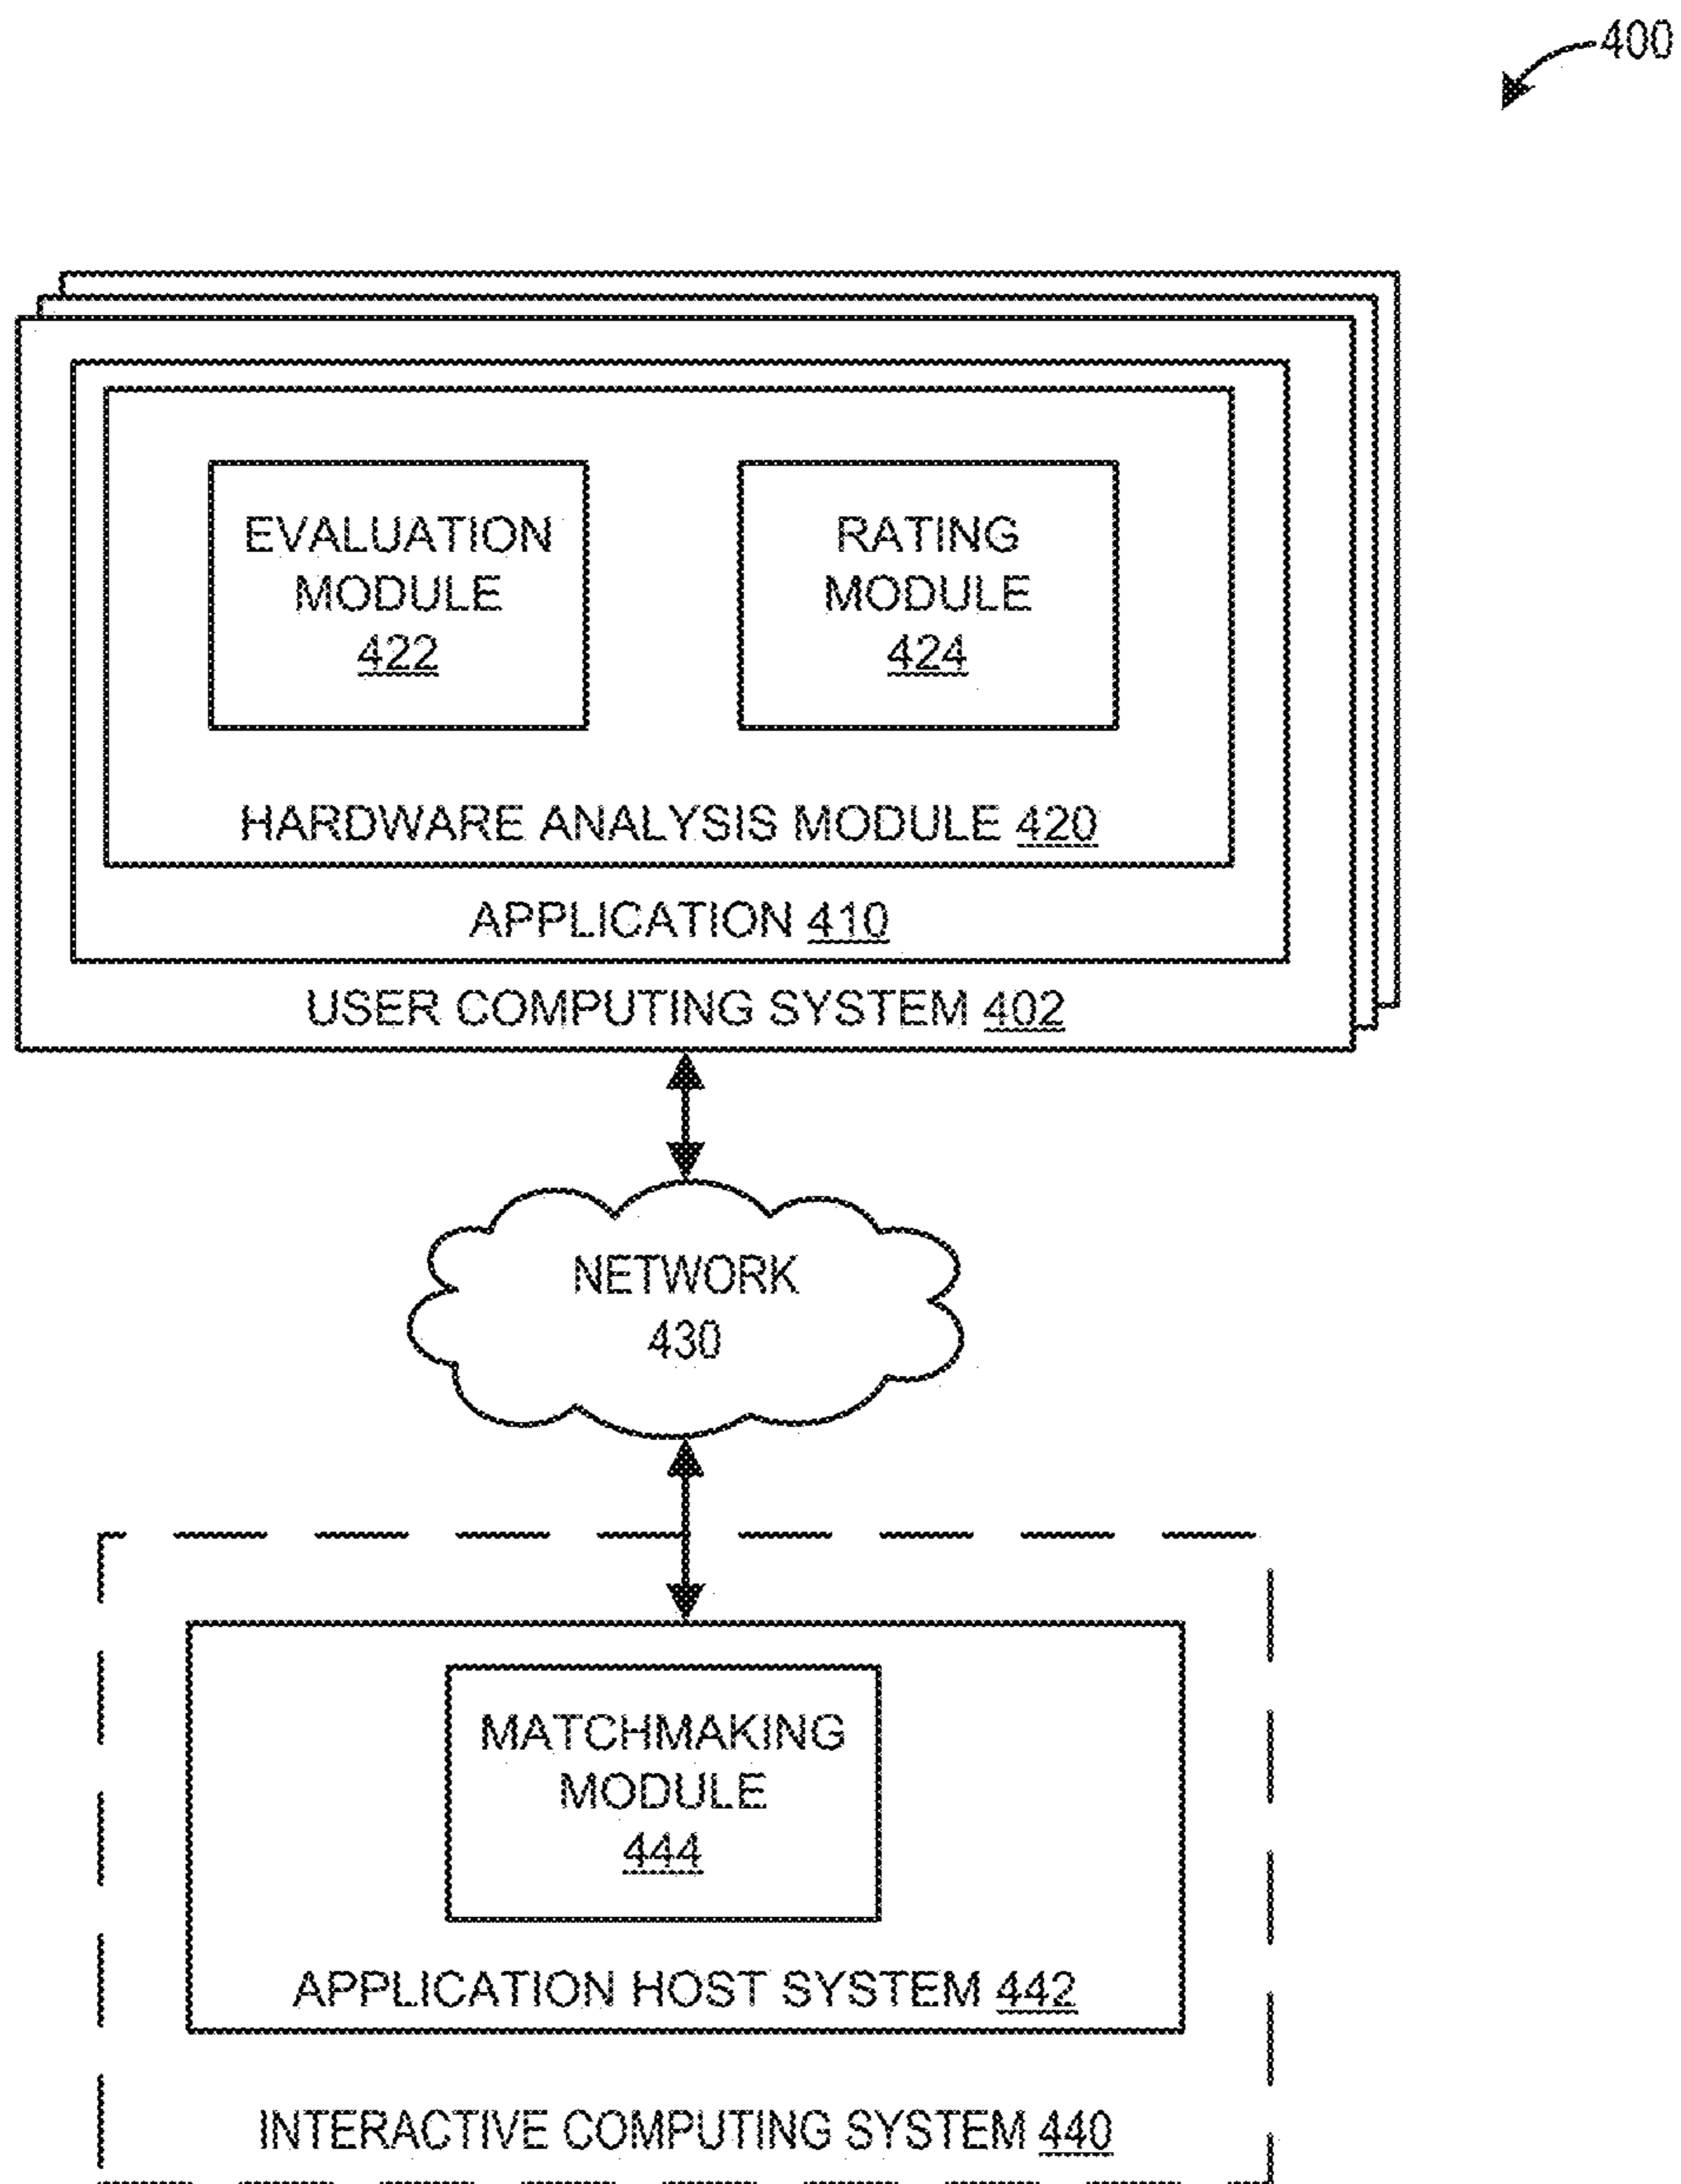 400
EVALUATION
MODULE
422
RATING
MODULE
424
HARDWARE ANALYSIS MODULE 420
APPLICATION 410
USER COMPUTING SYSTEM 402
NETWORK
430
MATCHMAKING
MODULE
444
APPLICATION HOST SYSTEM 442
INTERACTIVE COMPUTING SYSTEM 440